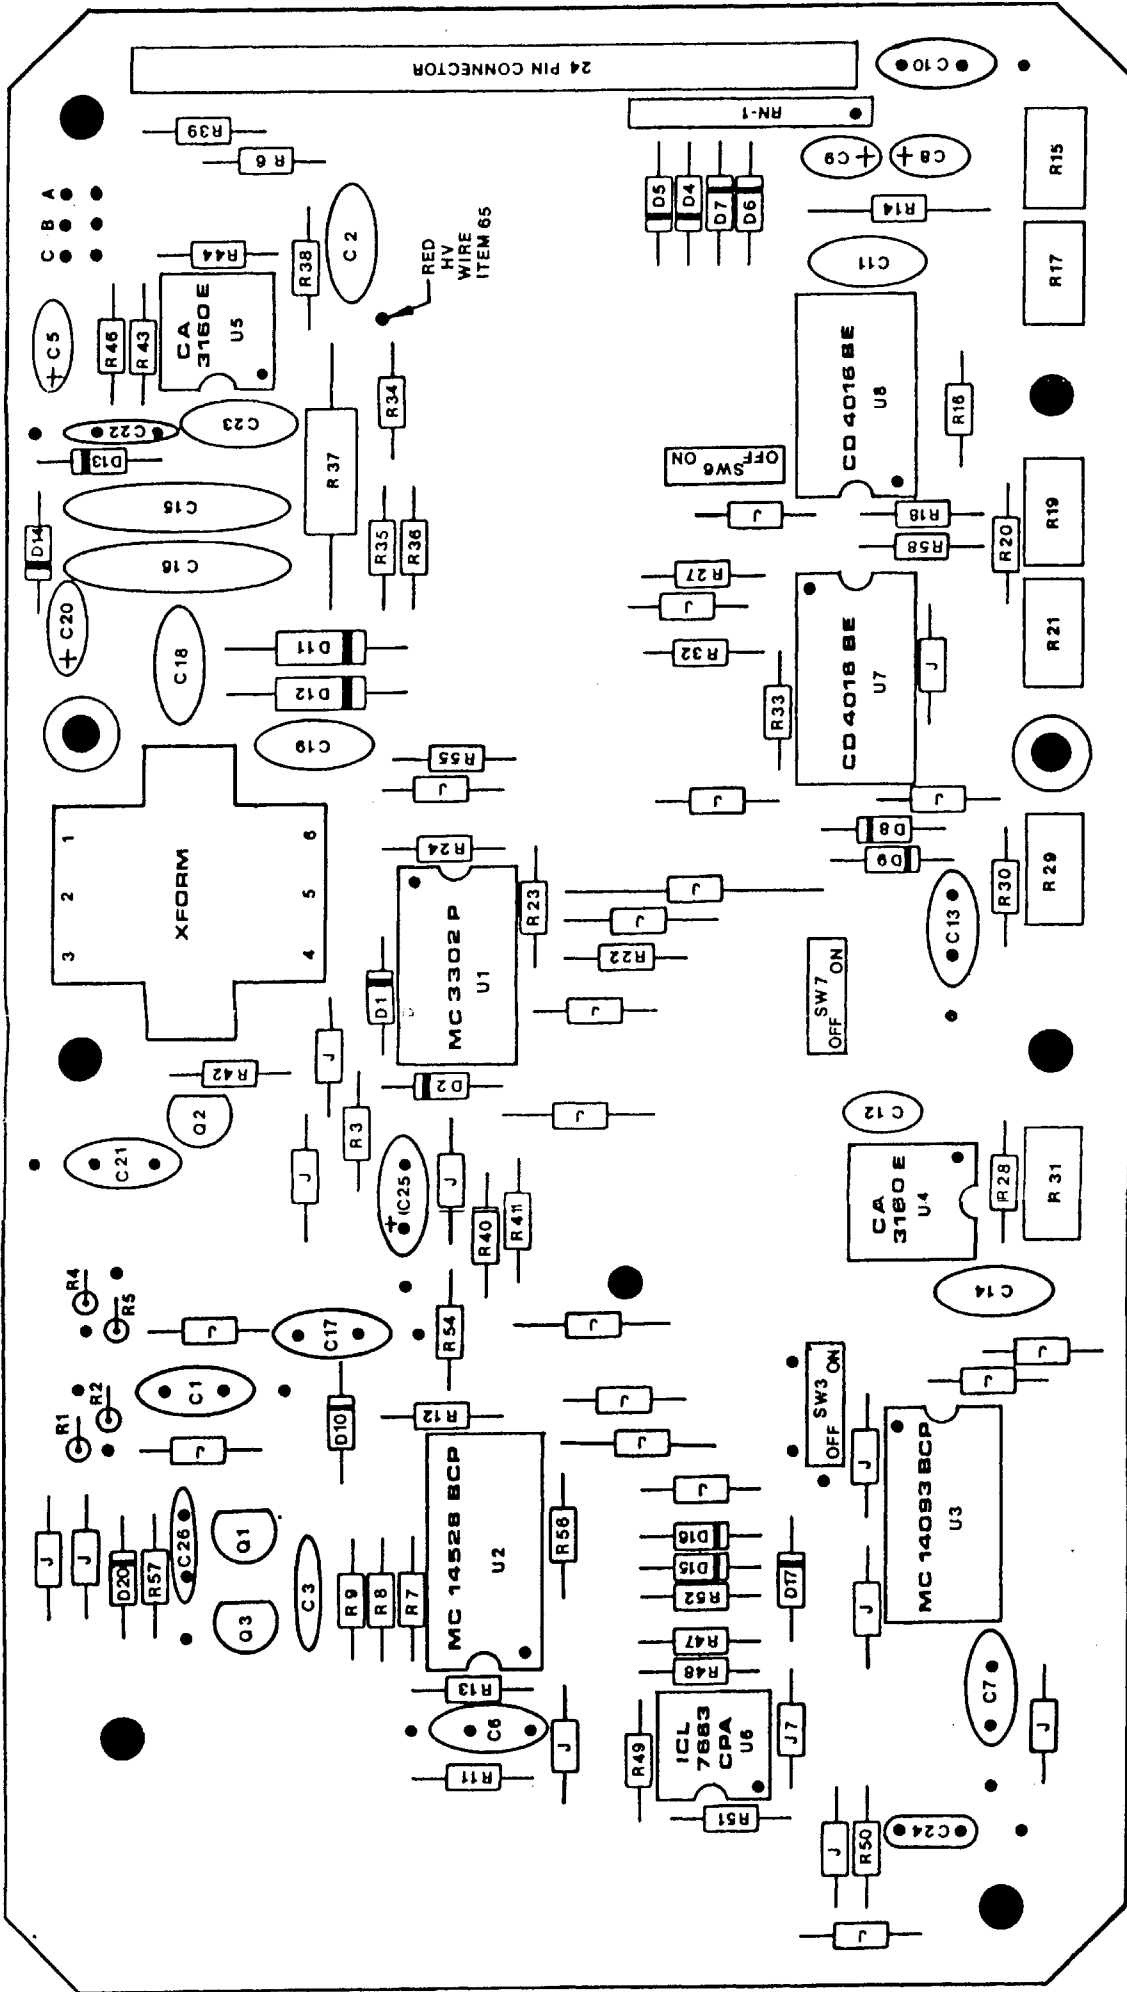 24 PIN CONNECTOR
C10
RN-1
R39
R6
A
B
C
C9 +
+ C8
R15
D5
D4
D7
D6
R14
R44
R38
C 2
RED
HV
WIRE
ITEM 65
C11
R17
+ C5
R46
R43
CA
3160 E
U5
CD 4016 BE
U8
R34
R16
C22
C23
D13
R37
SW6
OFF ON
C15
D14
J
R18
R19
C16
R35
R36
R58
R20
+ C20
R27
J
C18
D11
R32
CD 4016 BE
U7
J
R21
D12
R33
C19
R55
J
J
J
XFORM
1
2
3
6
5
4
R24
D8
D9
R29
MC 3302 P
U1
R23
J
J
R30
C13
R22
D1
J
SW7
OFF ON
J
R42
D2
Q2
R3
J
C12
C21
J
+
(C25
J
CA
3160 E
U4
R28
R 31
R40
R411
R4
R5
C14
J
C17
R54
J
R2
R1
C1
D10
R12
J
J
SW3
OFF ON
J
J
J
MC 14528 BCP
U2
J
J
MC 14093 BCP
U3
J
J
D20
R57
C26
Q1
Q3
C 3
R9
R8
R7
R56
D16
D15
R52
D17
J
R47
R48
R13
C6
J
R11
R49
ICL
7663
CPA
U6
J7
C7
J
R51
J
R50
C24
J